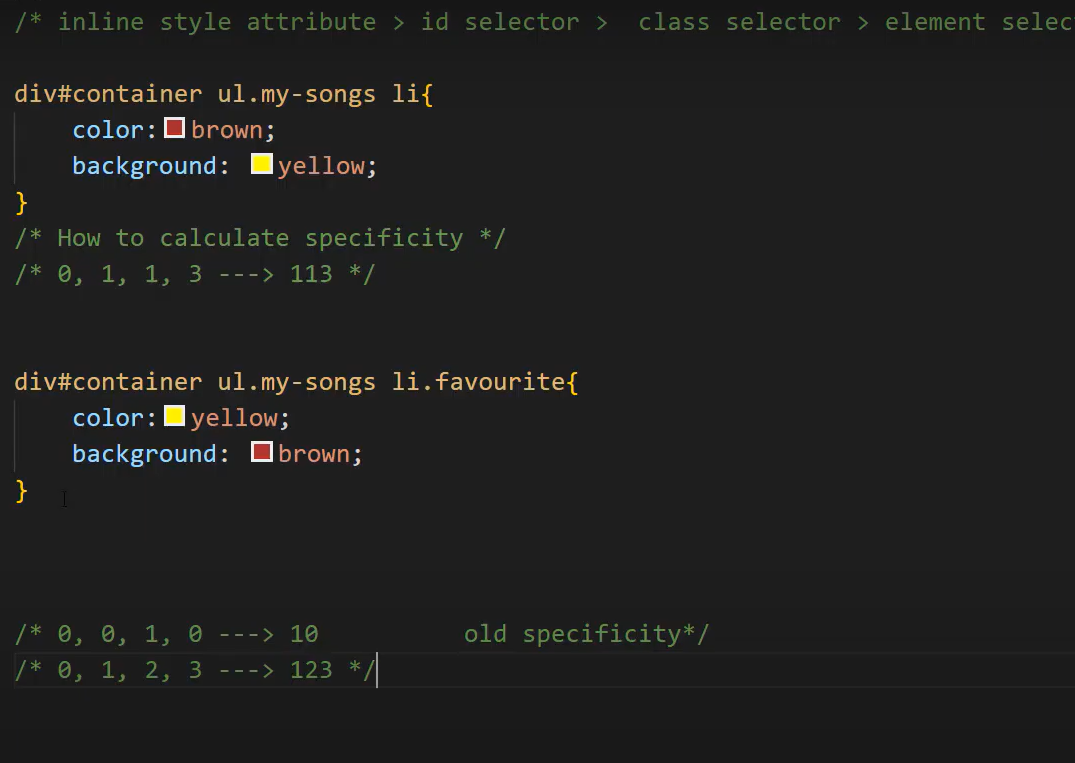 /* inline style attribute > id selector >  class selector > element selec
div#container ul.my-songs li{
color: brown;
background: yellow;
}
/* How to calculate specificity */
/* 0, 1, 1, 3 ---> 113 */
div#container ul.my-songs li.favourite{
color: yellow;
background: brown;
}
/* 0, 0, 1, 0 ---> 10          old specificity*/
/* 0, 1, 2, 3 ---> 123 */